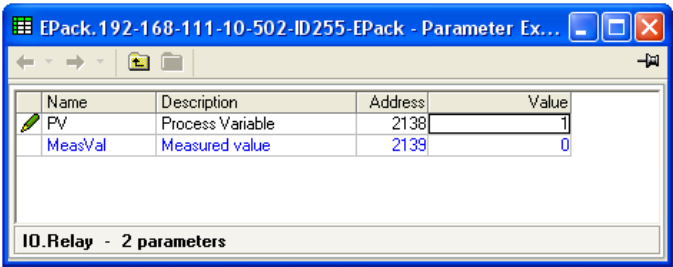 EPack.192-168-111-10-502-ID255-EPack - Parameter Ex...
Name Description Address Value
PV Process Variable 2138 1
MeasVal Measured value 2139 0
IO.Relay - 2 parameters